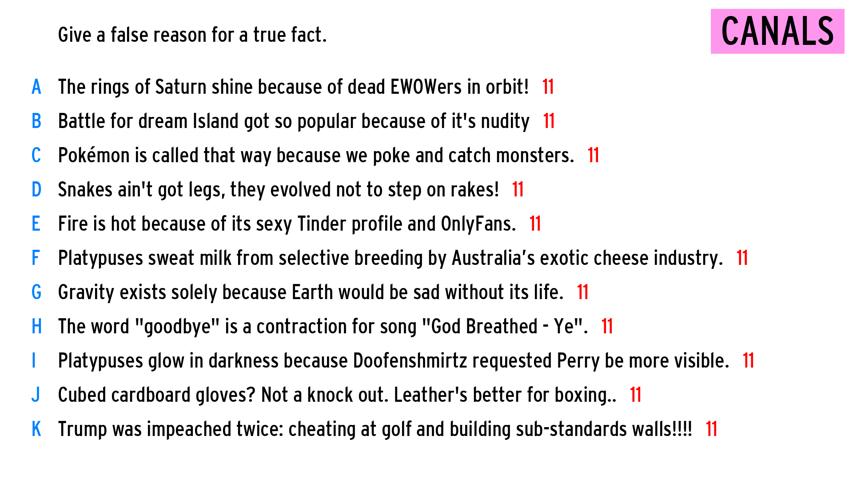 Give a false reason for a true fact.
CANALS
A The rings of Saturn shine because of dead EWOWers in orbit! 11
B Battle for dream Island got so popular because of it's nudity 11
C Pokémon is called that way because we poke and catch monsters. 11
D Snakes ain't got legs, they evolved not to step on rakes! 11
E Fire is hot because of its sexy Tinder profile and OnlyFans. 11
F Platypuses sweat milk from selective breeding by Australia’s exotic cheese industry. 11
G Gravity exists solely because Earth would be sad without its life. 11
H The word "goodbye" is a contraction for song "God Breathed - Ye". 11
I Platypuses glow in darkness because Doofenshmirtz requested Perry be more visible. 11
J Cubed cardboard gloves? Not a knock out. Leather's better for boxing.. 11
K Trump was impeached twice: cheating at golf and building sub-standards walls!!!! 11